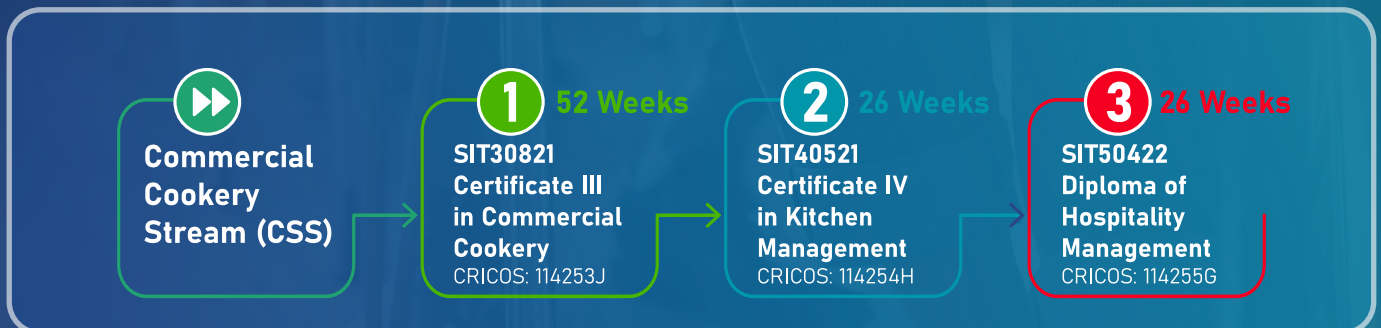 Commercial
Cookery
Stream (CSS)
1
52 Weeks
SIT30821
Certificate III
in Commercial
Cookery
CRICOS: 114253J
2
26 Weeks
SIT40521
Certificate IV
in Kitchen
Management
CRICOS: 114254H
3
26 Weeks
SIT50422
Diploma of
Hospitality
Management
CRICOS: 114255G